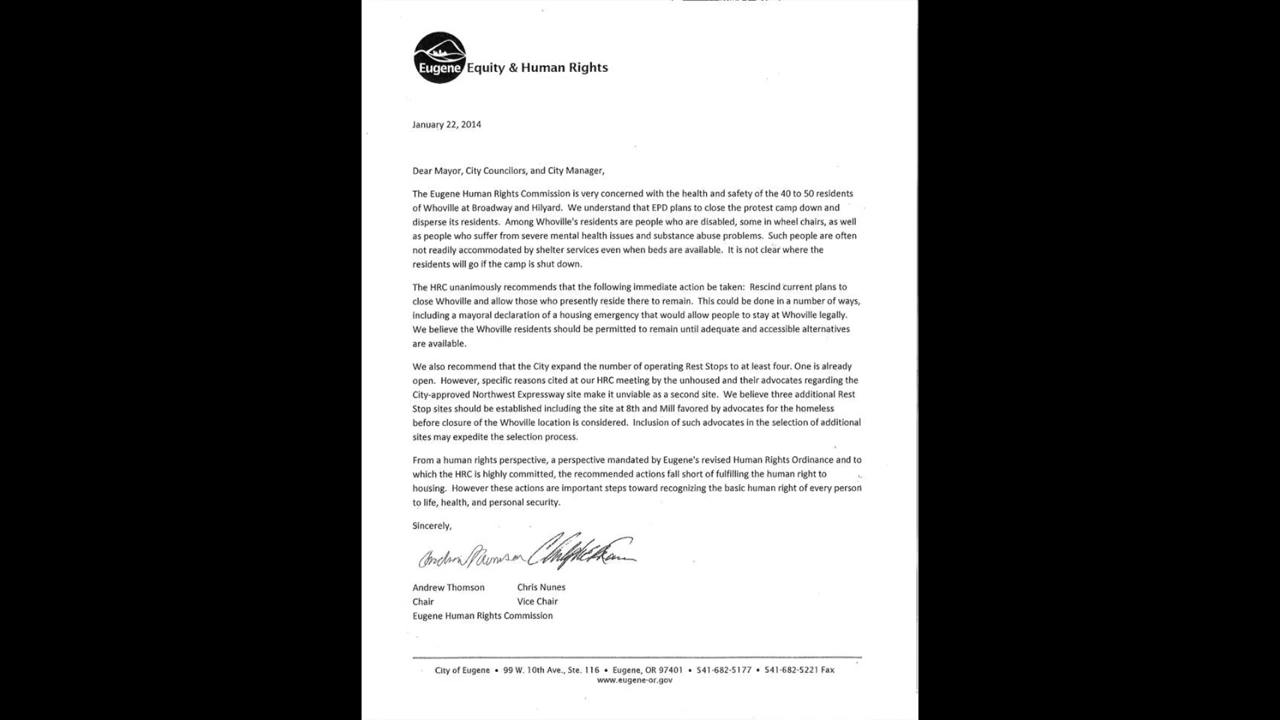 Eugene Equity & Human Rights
January 22, 2014
Dear Mayor, City Councilors, and City Manager,
The Eugene Human Rights Commission is very concerned with the health and safety of the 40 to 50 residents
of Whoville at Broadway and Hilyard. We understand that EPD plans to close the protest camp down and
disperse its residents. Among Whoville's residents are people who are disabled, some in wheel chairs, as well
as people who suffer from severe mental health issues and substance abuse problems. Such people are often
not readily accommodated by shelter services even when beds are available. It is not clear where the
residents will go if the camp is shut down.
The HRC unanimously recommends that the following immediate action be taken: Rescind current plans to
close Whoville and allow those who presently reside there to remain. This could be done in a number of ways,
including a mayoral declaration of a housing emergency that would allow people to stay at Whoville legally.
We believe the Whoville residents should be permitted to remain until adequate and accessible alternatives
are available.
We also recommend that the City expand the number of operating Rest Stops to at least four. One is already
open. However, specific reasons cited at our HRC meeting by the unhoused and their advocates regarding the
City-approved Northwest Expressway site make it unviable as a second site. We believe three additional Rest
Stop sites should be established including the site at 8th and Mill favored by advocates for the homeless
before closure of the Whoville location is considered. Inclusion of such advocates in the selection of additional
sites may expedite the selection process.
From a human rights perspective, a perspective mandated by Eugene's revised Human Rights Ordinance and to
which the HRC is highly committed, the recommended actions fall short of fulfilling the human right to
housing. However these actions are important steps toward recognizing the basic human right of every person
to life, health, and personal security.
Sincerely,
Andrew Thomson Chris Nunes
Chair Vice Chair
Eugene Human Rights Commission
City of Eugene • 99 W. 10th Ave., Ste. 116 • Eugene, OR 97401 • 541-682-5177 • 541-682-5221 Fax
www.eugene-or.gov